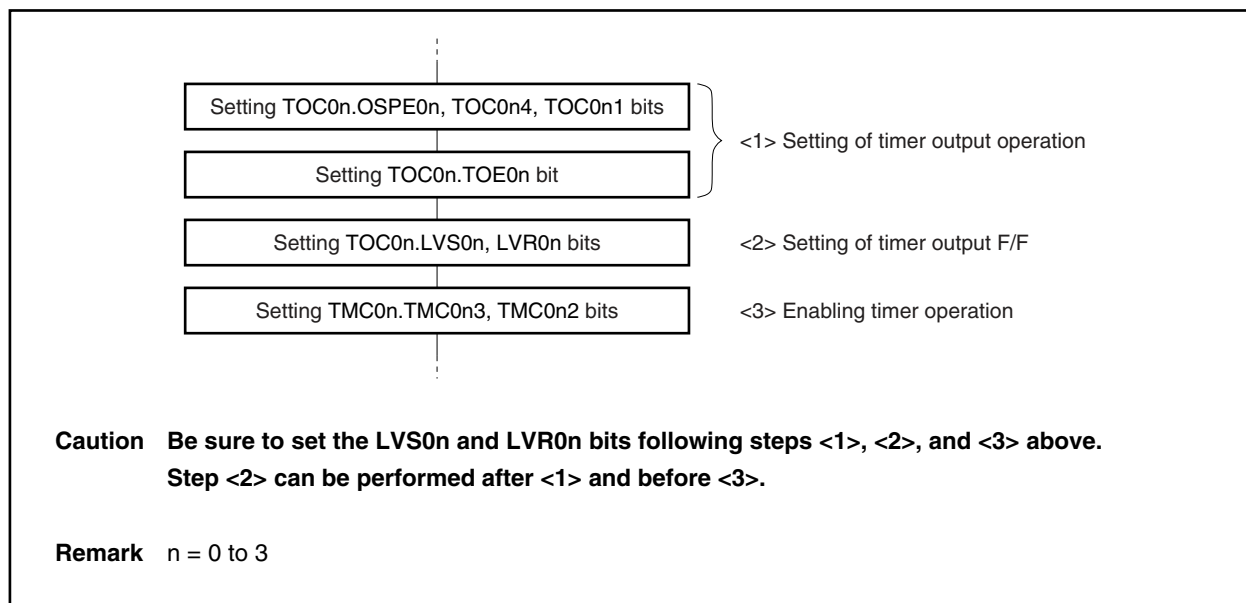 Setting TOC0n.OSPE0n, TOC0n4, TOC0n1 bits
<1> Setting of timer output operation
Setting TOC0n.TOE0n bit
Setting TOC0n.LVS0n, LVR0n bits
<2> Setting of timer output F/F
Setting TMC0n.TMC0n3, TMC0n2 bits
<3> Enabling timer operation
Caution Be sure to set the LVS0n and LVR0n bits following steps <1>, <2>, and <3> above.
Step <2> can be performed after <1> and before <3>.
Remark n = 0 to 3